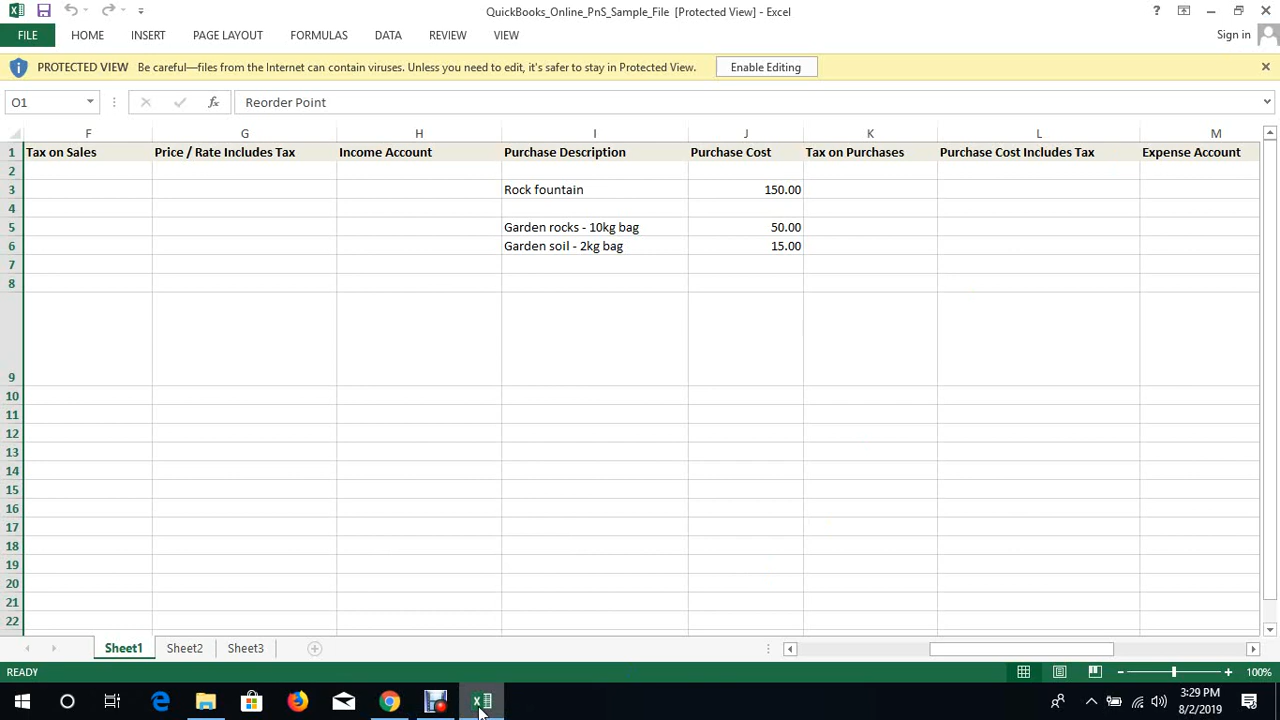 QuickBooks_Online_PnS_Sample_File [Protected View] - Excel
?
FILE HOME INSERT PAGE LAYOUT FORMULAS DATA REVIEW VIEW Sign in
PROTECTED VIEW Be careful—files from the Internet can contain viruses. Unless you need to edit, it's safer to stay in Protected View. Enable Editing
O1 fx Reorder Point
F G H I J K L M
1 Tax on Sales Price / Rate Includes Tax Income Account Purchase Description Purchase Cost Tax on Purchases Purchase Cost Includes Tax Expense Account
2
3 Rock fountain 150.00
4
5 Garden rocks - 10kg bag 50.00
6 Garden soil - 2kg bag 15.00
7
8
9
10
11
12
13
14
15
16
17
18
19
20
21
22
Sheet1 Sheet2 Sheet3
READY 100%
3:29 PM
8/2/2019